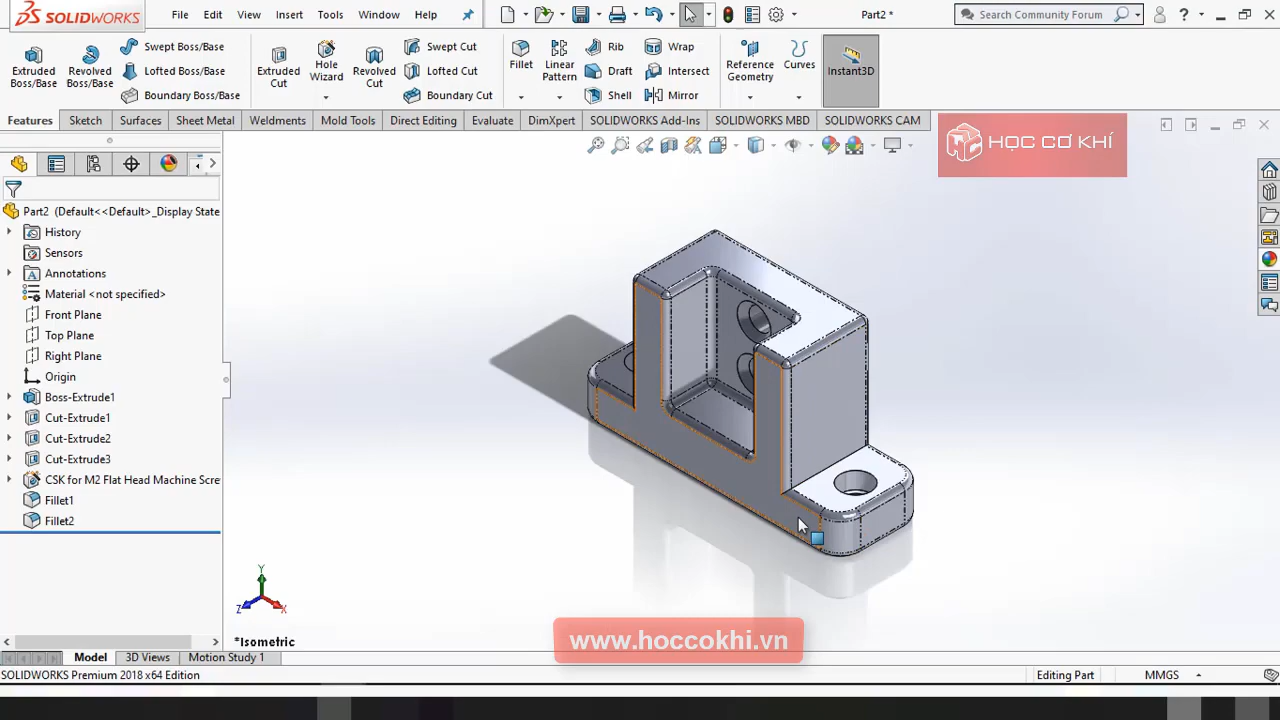 SOLIDWORKS File Edit View Insert Tools Simulation Window Help Part2 * Search Community Forum ?
Extruded Boss/Base
Revolved Boss/Base
Swept Boss/Base
Lofted Boss/Base
Boundary Boss/Base
Extruded Cut
Hole Wizard
Revolved Cut
Swept Cut
Lofted Cut
Boundary Cut
Fillet
Linear Pattern
Rib
Draft
Shell
Wrap
Intersect
Mirror
Reference Geometry
Curves
Instant3D
Features Sketch Surfaces Sheet Metal Weldments Mold Tools Direct Editing Evaluate DimXpert SOLIDWORKS Add-Ins SOLIDWORKS MBD SOLIDWORKS CAM
HỌC CƠ KHÍ
Part2 (Default<<Default>_Display State
History
Sensors
Annotations
Material <not specified>
Front Plane
Top Plane
Right Plane
Origin
Boss-Extrude1
Cut-Extrude1
Cut-Extrude2
Cut-Extrude3
CSK for M2 Flat Head Machine Scre
Fillet1
Fillet2
Y
Z
X
*Isometric
www.hoccokhi.vn
Model 3D Views Motion Study 1
SOLIDWORKS Premium 2018 x64 Edition Editing Part MMGS